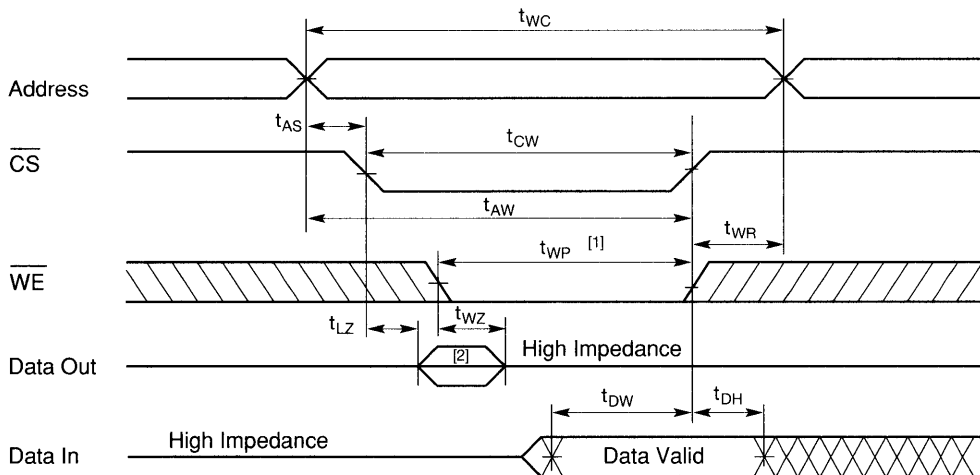 tWC
Address
tAS
tCW
CS
tAW
tWR
tWP [1]
WE
tLZ
tWZ
[2]
High Impedance
Data Out
tDW
tDH
High Impedance
Data In
Data Valid